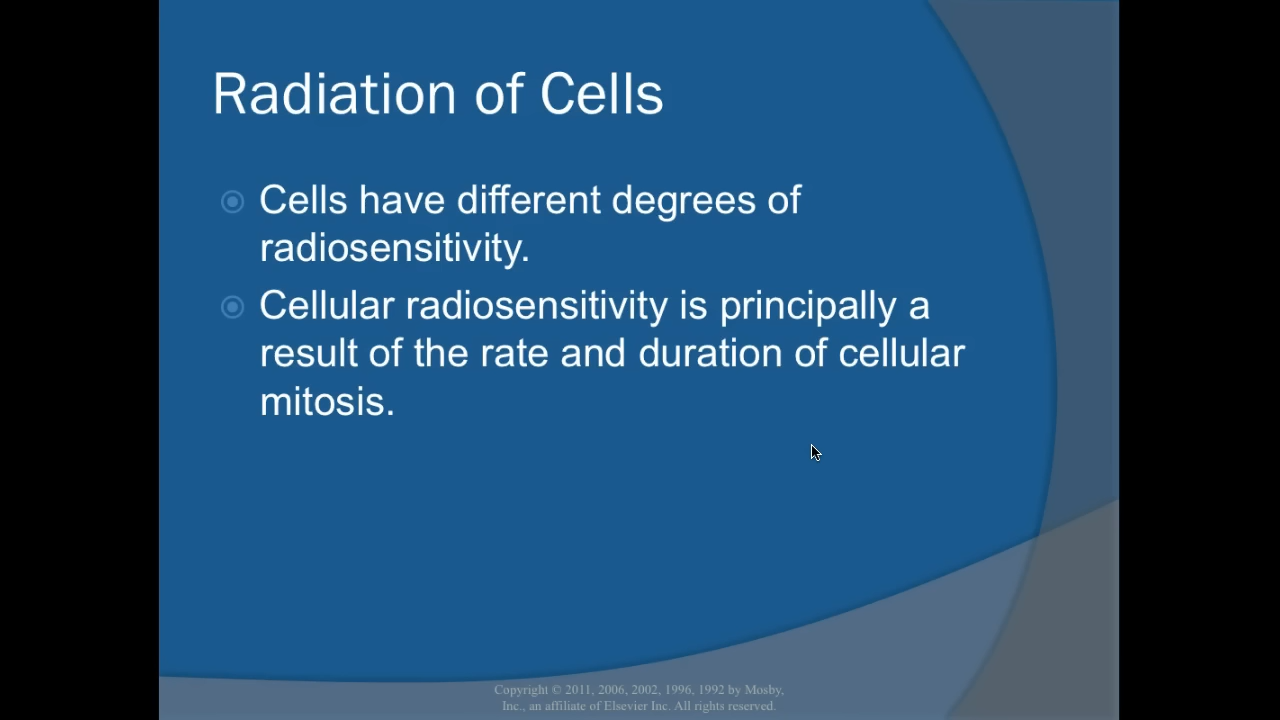 Radiation of Cells
Cells have different degrees of
radiosensitivity.
Cellular radiosensitivity is principally a
result of the rate and duration of cellular
mitosis.
Copyright © 2011, 2006, 2002, 1996, 1992 by Mosby,
Inc., an affiliate of Elsevier Inc. All rights reserved.